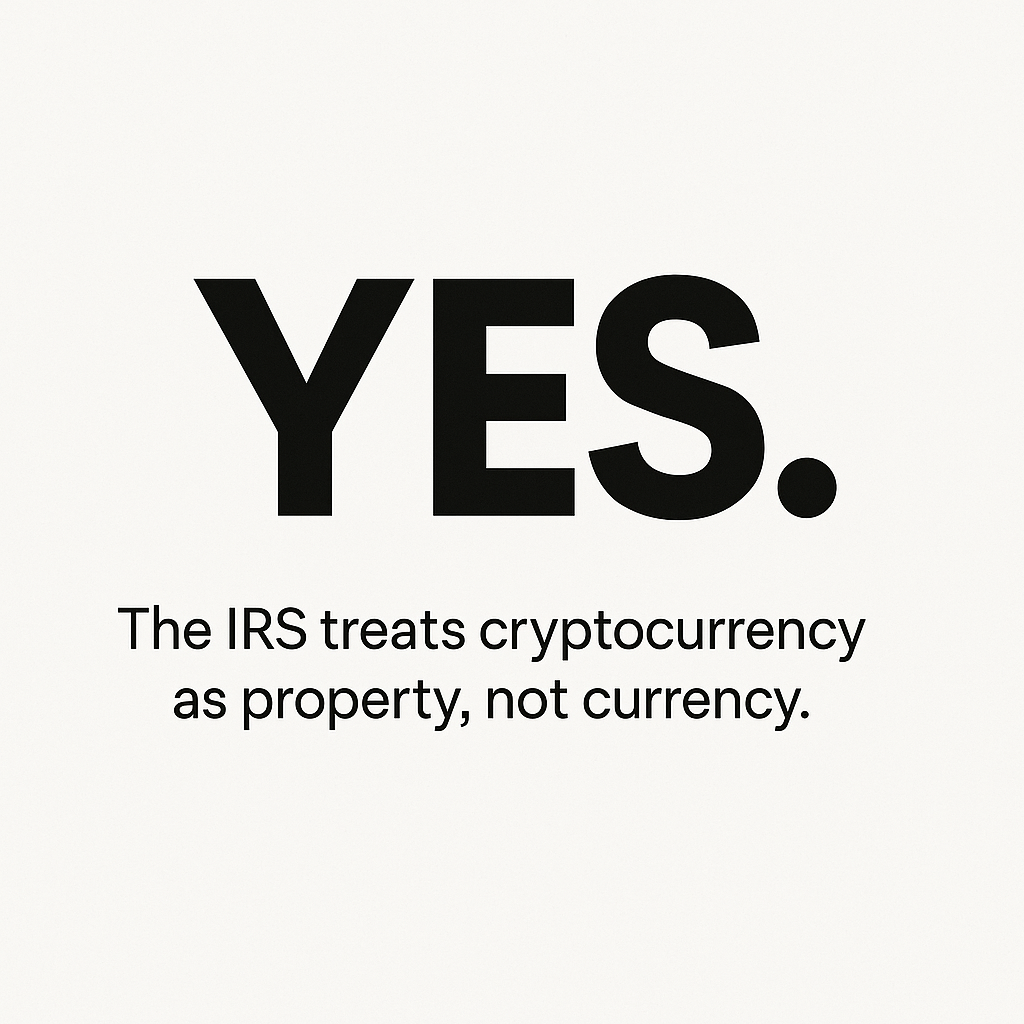 YES.
The IRS treats cryptocurrency
as property, not currency.